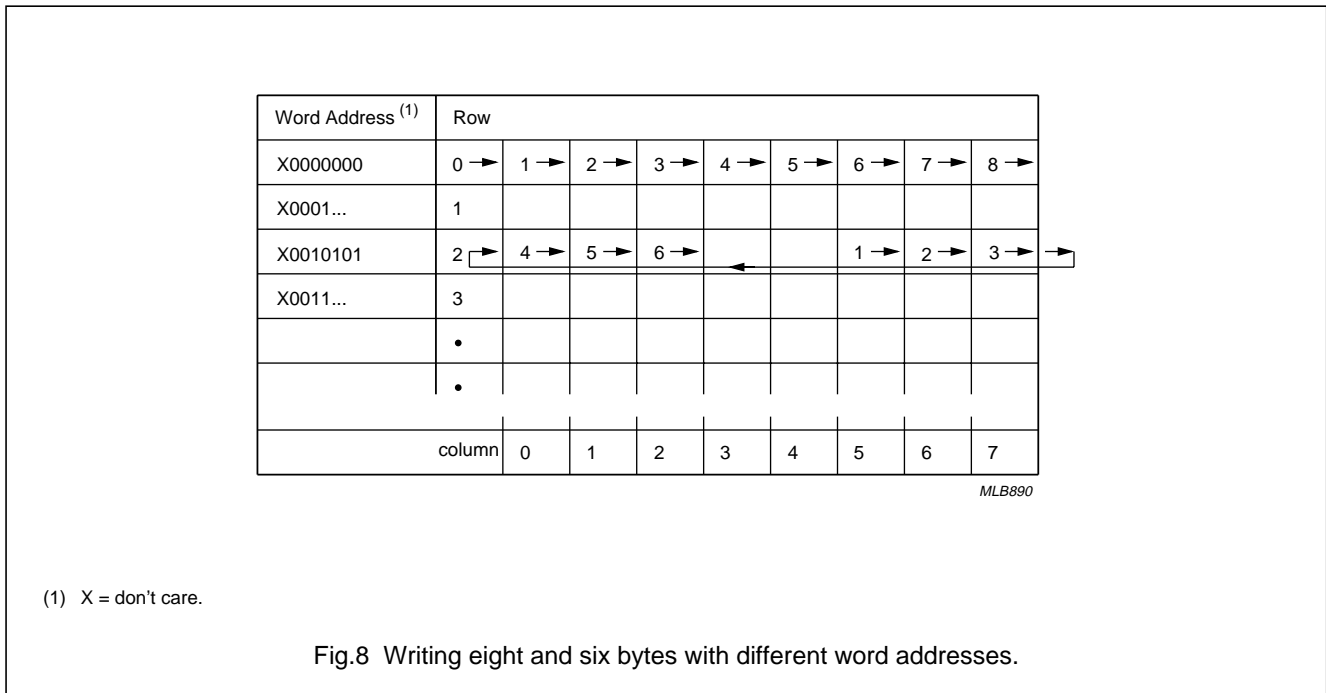 Word Address (1) Row
X0000000 0 1 2 3 4 5 6 7 8
X0001... 1
X0010101 2 4 5 6 1 2 3
X0011... 3
•
•
column 0 1 2 3 4 5 6 7
MLB890
(1) X = don't care.
Fig.8 Writing eight and six bytes with different word addresses.